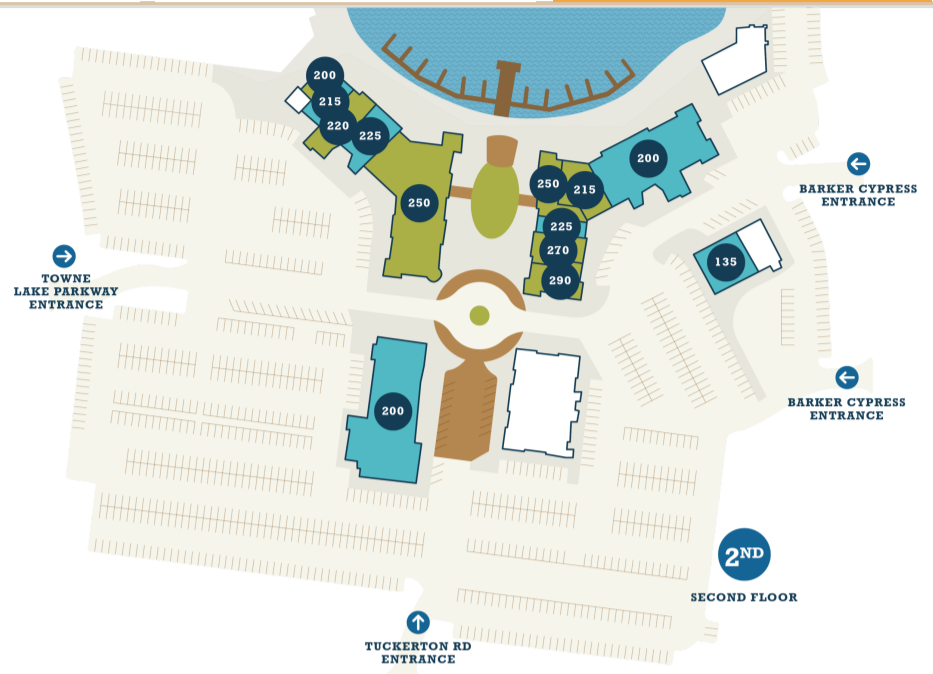 200
215
220
225
250
200
250
215
225
270
290
BARKER CYPRESS
ENTRANCE
135
TOWNE
LAKE PARKWAY
ENTRANCE
200
BARKER CYPRESS
ENTRANCE
2ND
SECOND FLOOR
TUCKERTON RD
ENTRANCE